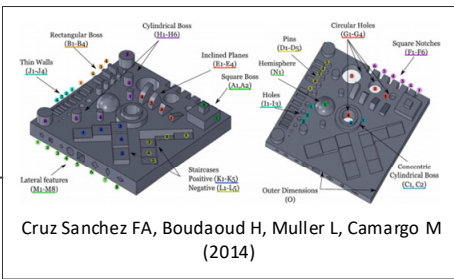 Rectangular Boss
(B1-B4)
Cylindrical Boss
(H1-H6)
Thin Walls
(J1-J4)
Inclined Planes
(E1-E4)
Square Boss
(A1,A2)
Lateral features
(M1-M8)
Staircases
Positive (K1-K5)
Negative (L1-L5)
Circular Holes
(G1-G4)
Pins
(D1-D5)
Square Notches
(F1-F6)
Hemisphere
(N1)
Holes
(I1-I3)
Outer Dimensions
(O)
Concentric
Cylindrical Boss
(C1, C2)
Cruz Sanchez FA, Boudaoud H, Muller L, Camargo M
(2014)